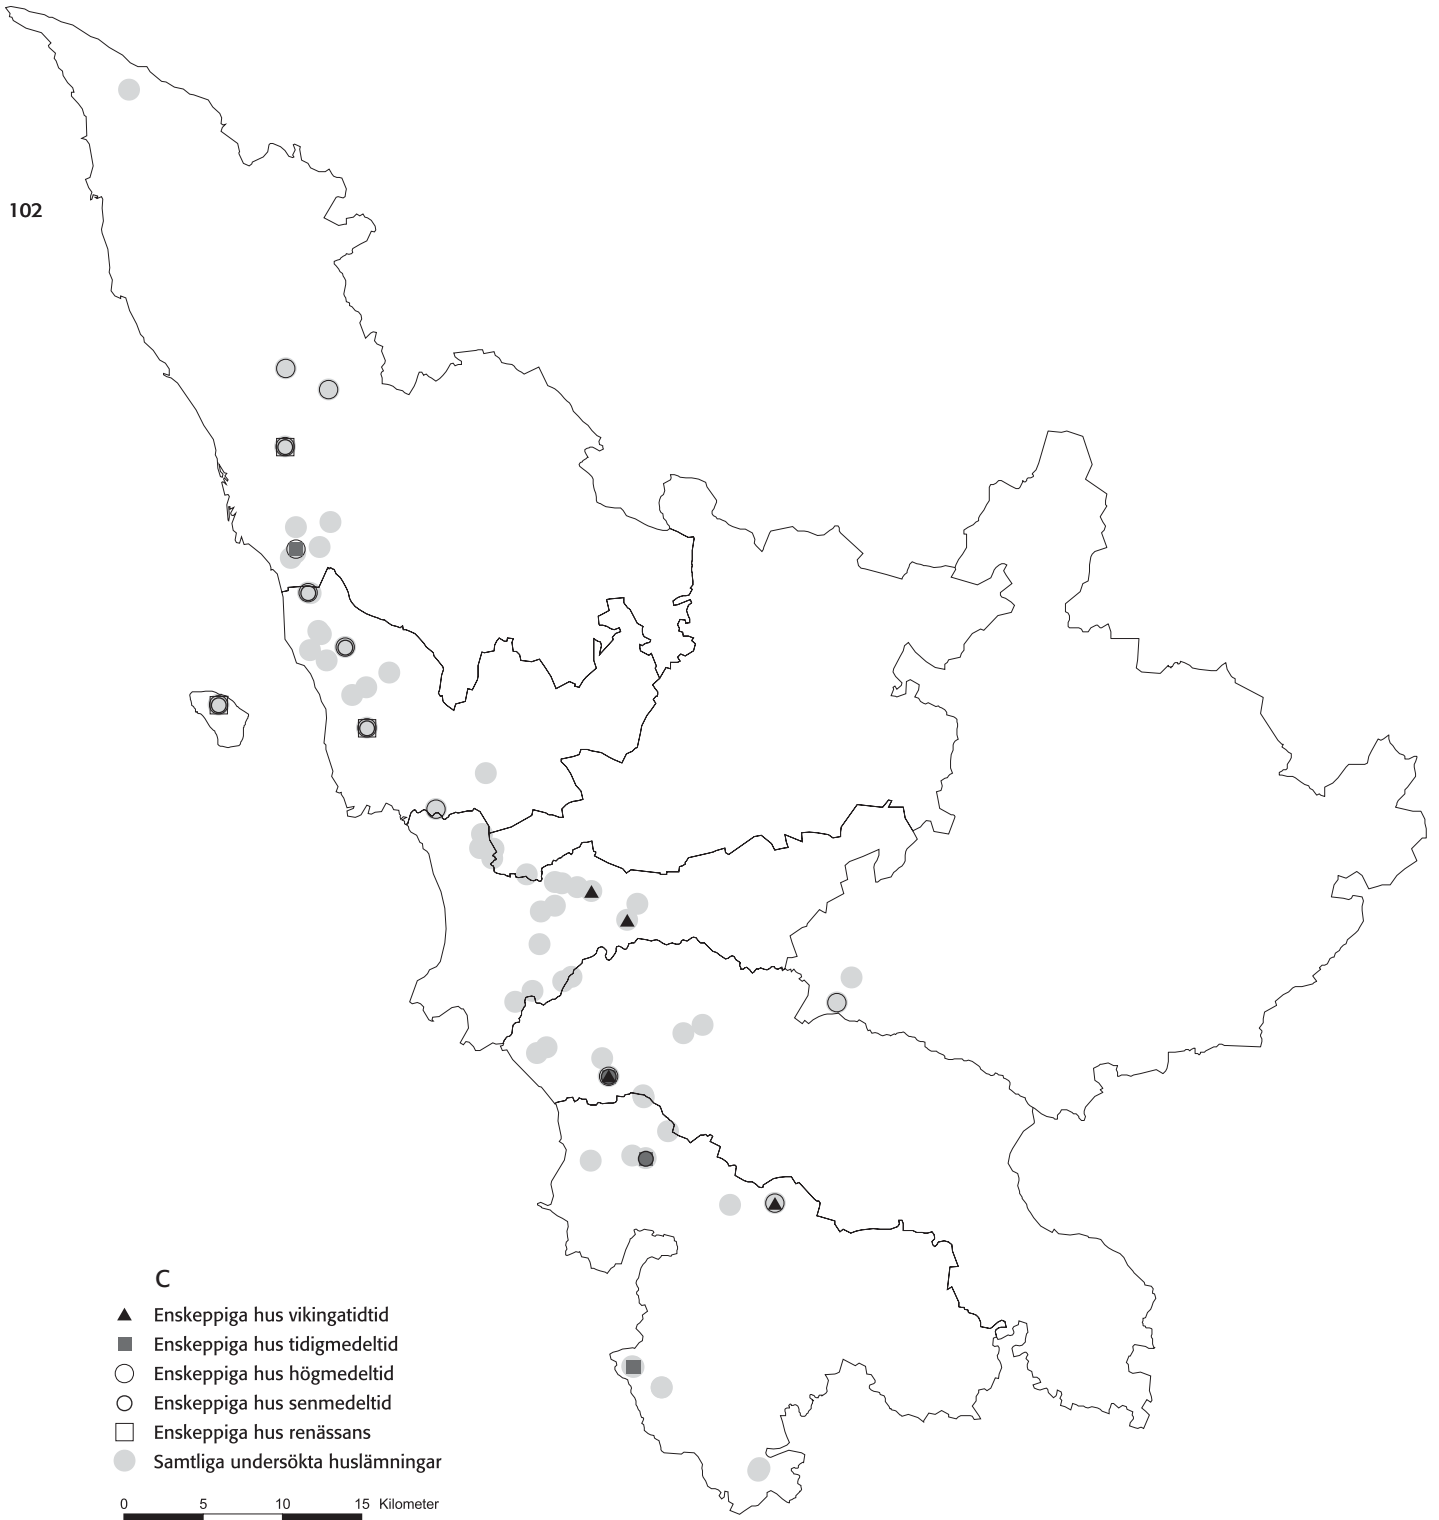 102
C
Enskeppiga hus vikingatidtid
Enskeppiga hus tidigmedeltid
Enskeppiga hus högmedeltid
Enskeppiga hus senmedeltid
Enskeppiga hus renässans
Samtliga undersökta huslämningar
0 5 10 15 Kilometer